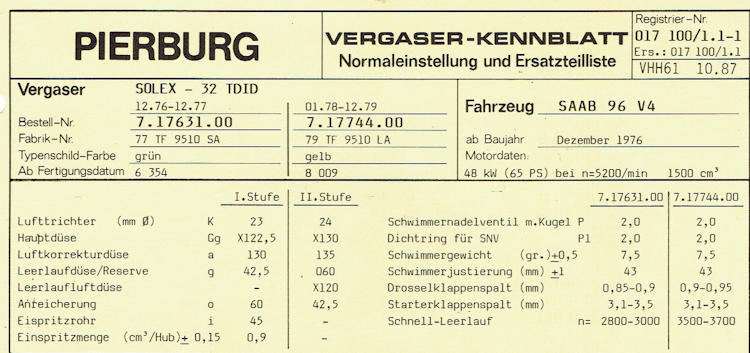 PIERBURG
VERGASER-KENNBLATT
Normaleinstellung und Ersatzteilliste
Registrier-Nr.
017 100/1.1-1
Ers.: 017 100/1.1
VHH61 10.87
Vergaser SOLEX - 32 TDID
12.76-12.77 01.78-12.79
Bestell-Nr. 7.17631.00 7.17744.00
Fabrik-Nr. 77 TF 9510 SA 79 TF 9510 LA
Typenschild-Farbe grün gelb
Ab Fertigungsdatum 6 354 8 009
Fahrzeug SAAB 96 V4
ab Baujahr Dezember 1976
Motordaten:
48 kW (65 PS) bei n=5200/min 1500 cm³
I.Stufe II.Stufe
Lufttrichter (mm Ø) K 23 24
Hauptdüse Gg X122,5 X130
Luftkorrekturdüse a 130 135
Leerlaufdüse/Reserve g 42,5 060
Leerlaufluftdüse - X120
Anreicherung o 60 42,5
Eispritzrohr i 45 -
Einspritzmenge (cm³/Hub)± 0,15 0,9 -
7.17631.00 7.17744.00
Schwimmernadelventil m.Kugel P 2,0 2,0
Dichtring für SNV P1 2,0 2,0
Schwimmergewicht (gr.)±0,5 7,5 7,5
Schwimmerjustierung (mm) ±1 43 43
Drosselklappenspalt (mm) 0,85-0,9 0,9-0,95
Starterklappenspalt (mm) 3,1-3,5 3,1-3,5
Schnell-Leerlauf n= 2800-3000 3500-3700